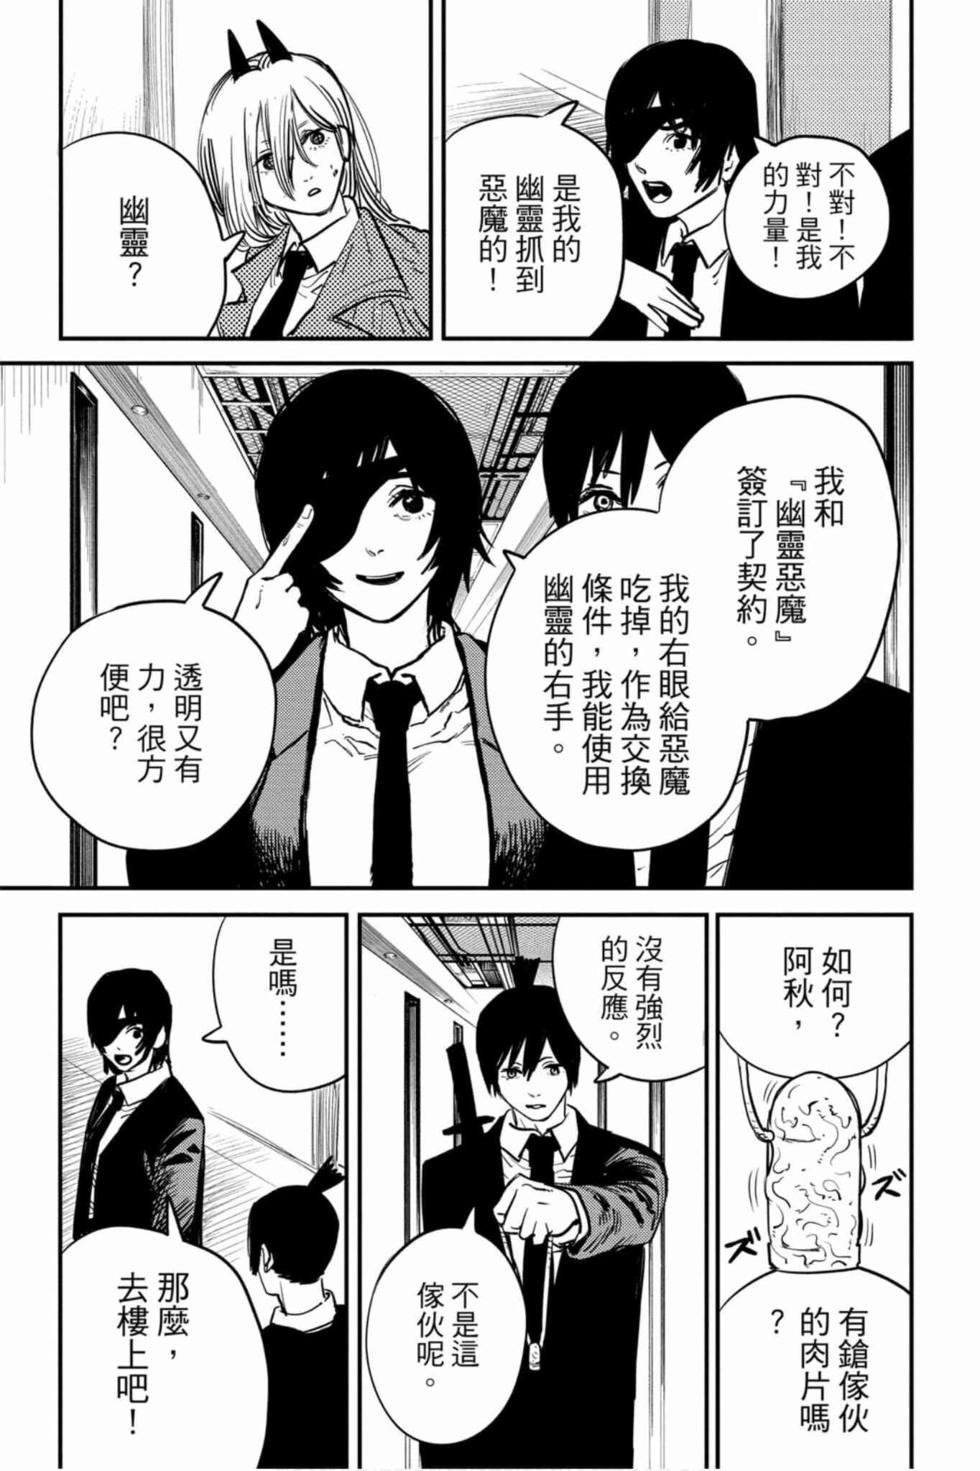 不對！不
對！是我
的力量！
是我的
幽靈抓到
惡魔的！
幽靈？
我和
『幽靈惡魔』
簽訂了契約。
我的右眼給惡魔
吃掉，作為交換
條件，我能使用
幽靈的右手。
透明又有
力，很方
便吧？
如何？
阿秋，
有鎗傢伙
的肉片嗎
？
ズズ
沒有強烈
的反應。
不是這
傢伙呢。
是嗎……
那麼，
去樓上吧！